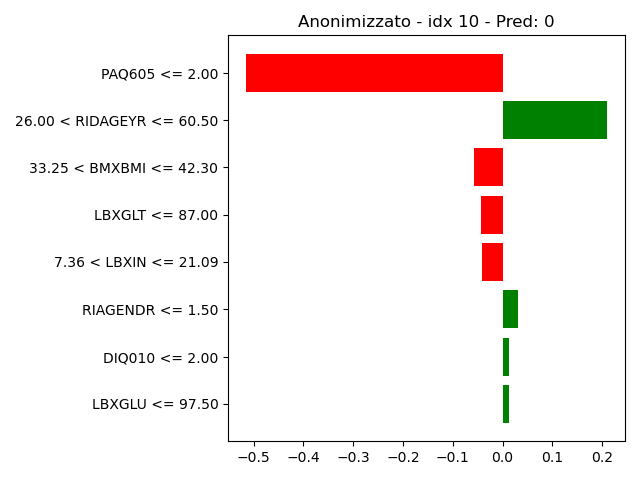 Anonimizzato - idx 10 - Pred: 0
PAQ605 <= 2.00
26.00 < RIDAGEYR <= 60.50
33.25 < BMXBMI <= 42.30
LBXGLT <= 87.00
7.36 < LBXIN <= 21.09
RIAGENDR <= 1.50
DIQ010 <= 2.00
LBXGLU <= 97.50
−0.5 −0.4 −0.3 −0.2 −0.1 0.0 0.1 0.2